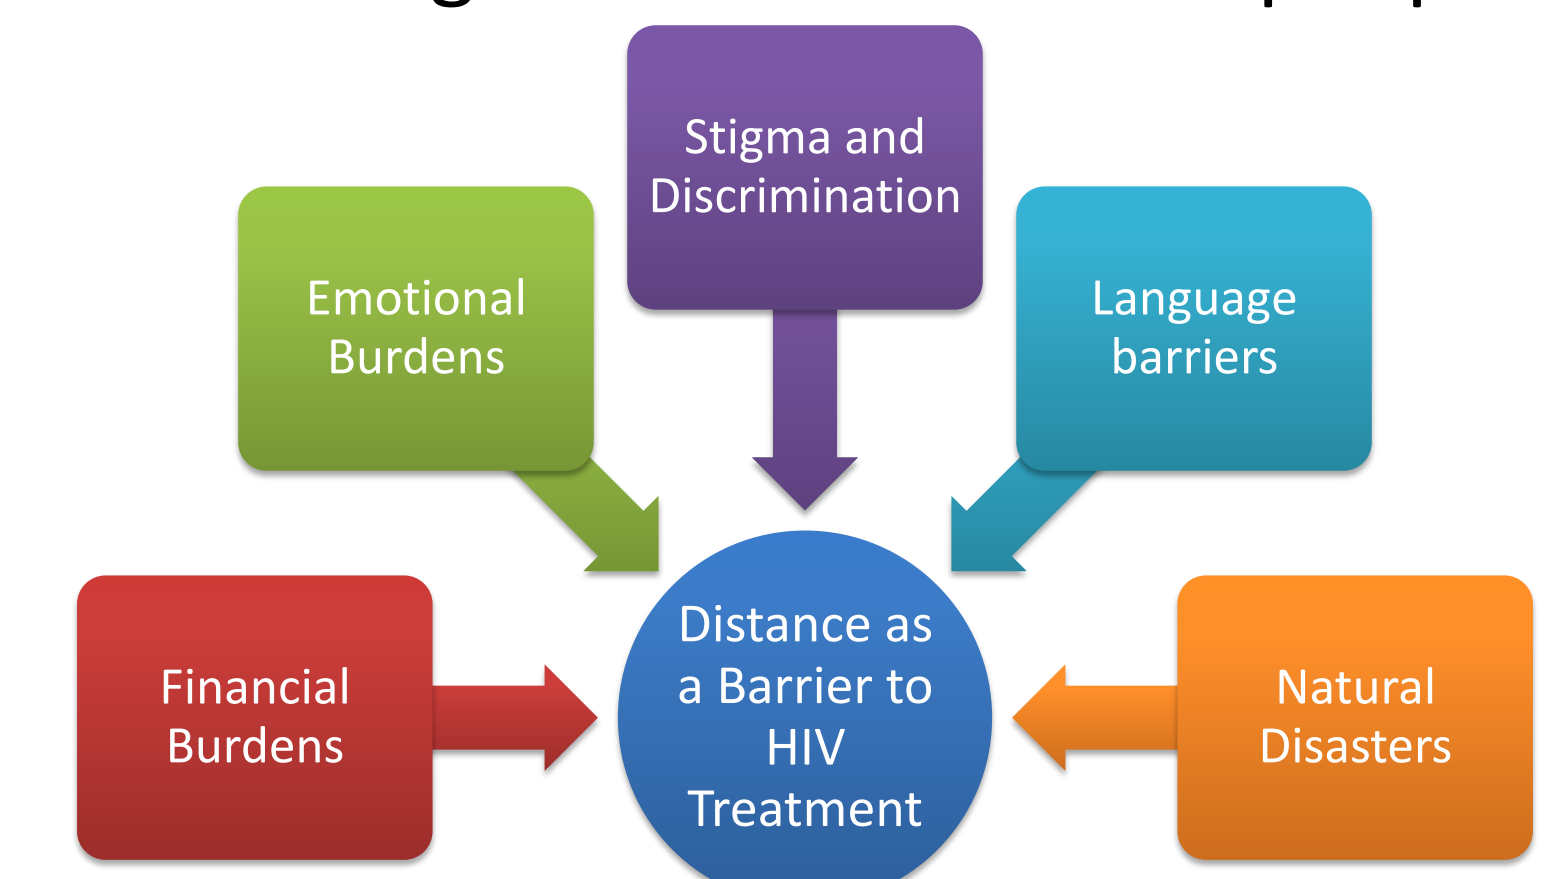 Stigma and
Discrimination
Emotional
Burdens
Language
barriers
Financial
Burdens
Distance as
a Barrier to
HIV
Treatment
Natural
Disasters